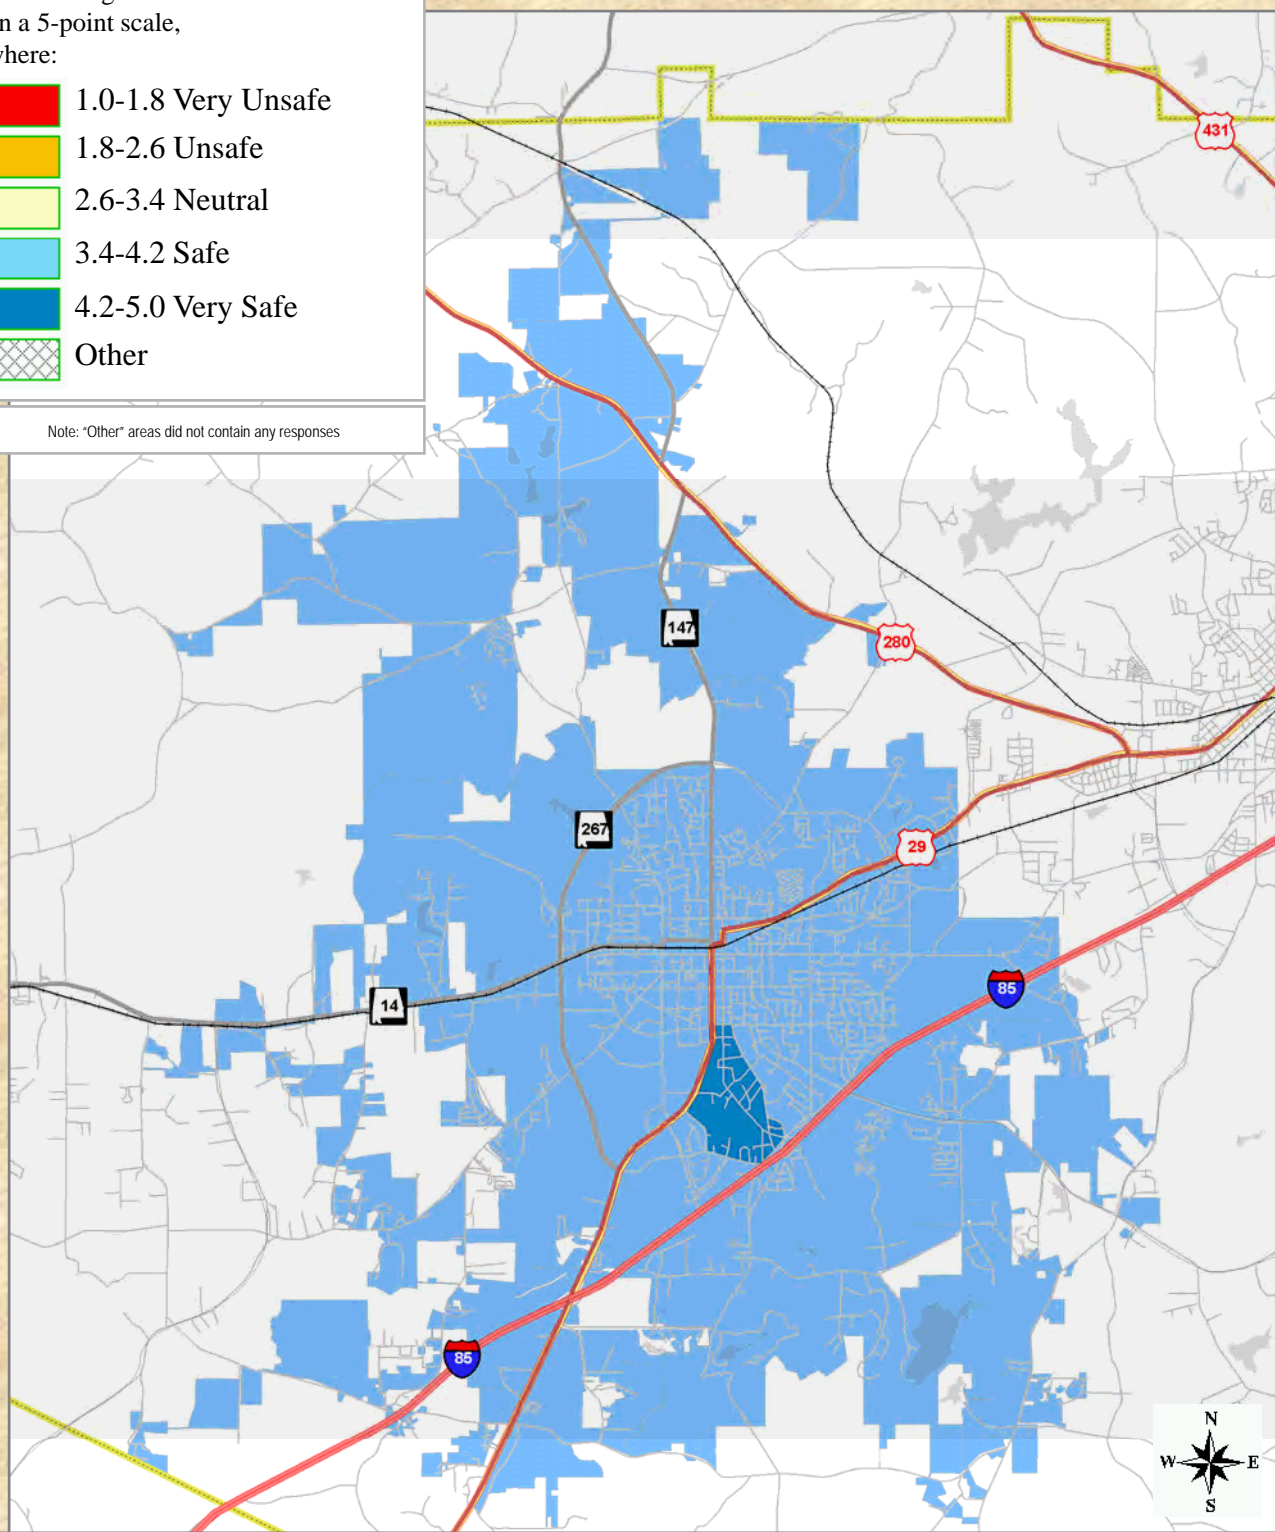 n a 5-point scale,
where:
1.0-1.8 Very Unsafe
1.8-2.6 Unsafe
2.6-3.4 Neutral
3.4-4.2 Safe
4.2-5.0 Very Safe
Other
Note: "Other" areas did not contain any responses
431
147
280
267
29
85
14
85
N
W E
S